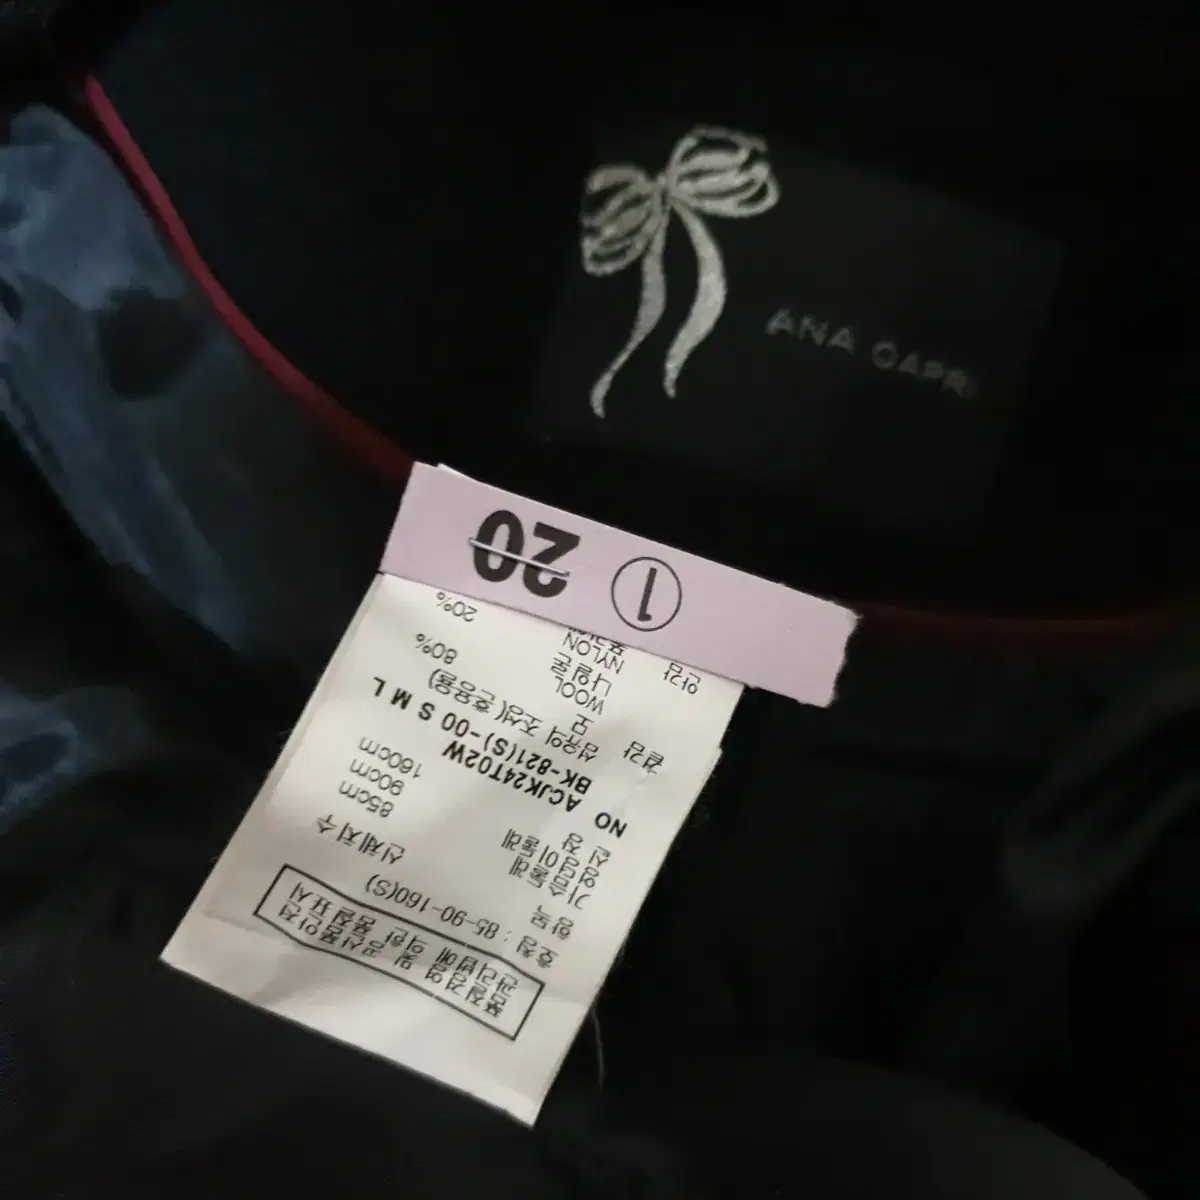 ANA CAPRI
20 ①
품질경영 및 공산품안전
관리법에 의한 품질표시
호칭 : 85-90-160(S)
항목 신체치수
가슴둘레 85cm
엉덩이둘레 90cm
신장 160cm
NO ACJK24T02W
BK-821(S)-00 S M L
겉감 섬유의 조성(혼용율)
모
WOOL 80%
나일론
NYLON 20%
안감